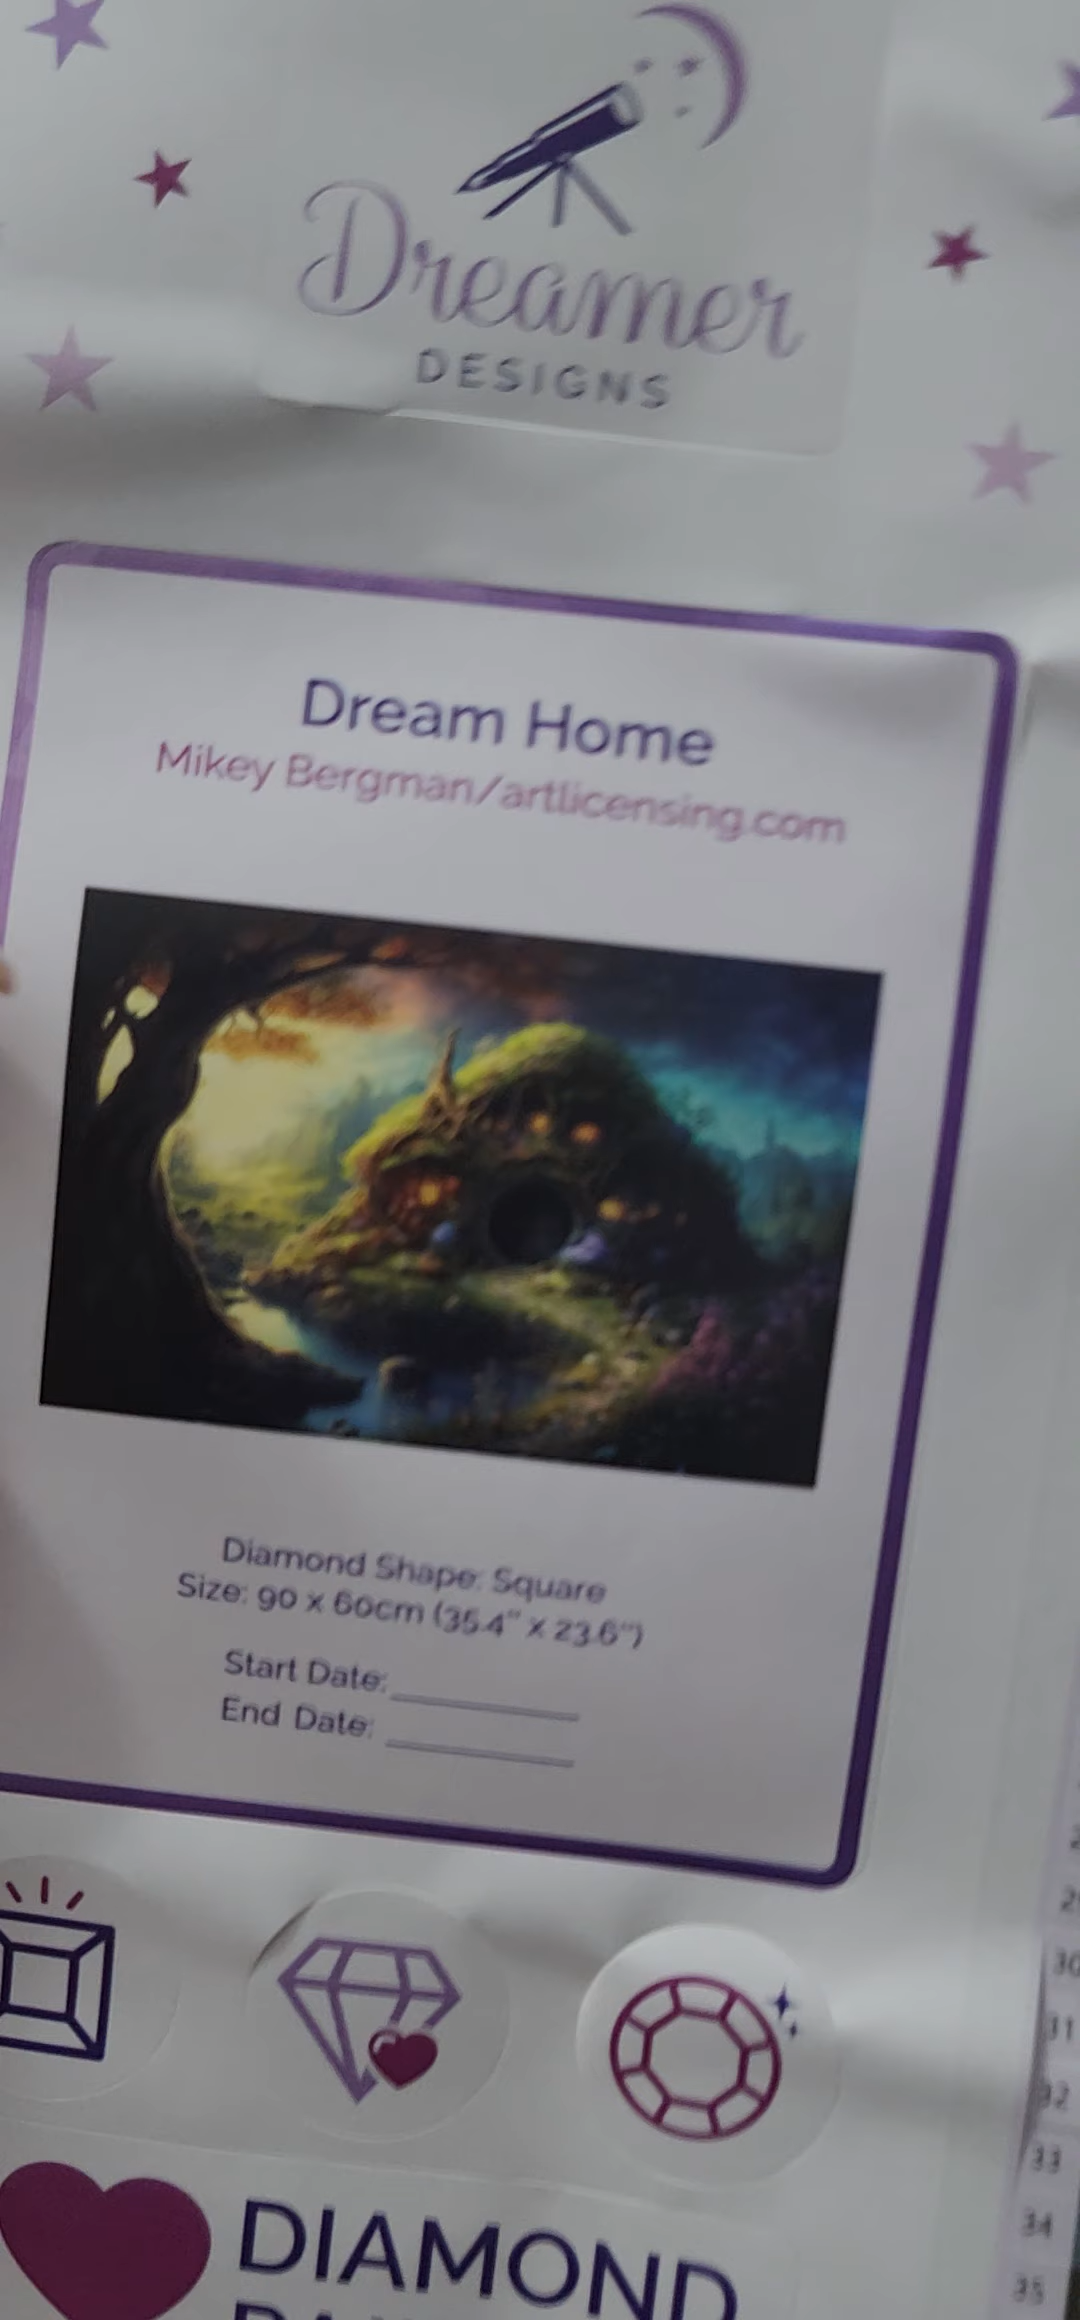 Dreamer
DESIGNS
Dream Home
Mikey Bergman/artlicensing.com
Diamond Shape: Square
Size: 90 x 60cm (35.4" x 23.6")
Start Date:
End Date:
30
31
32
33
34
35
DIAMOND